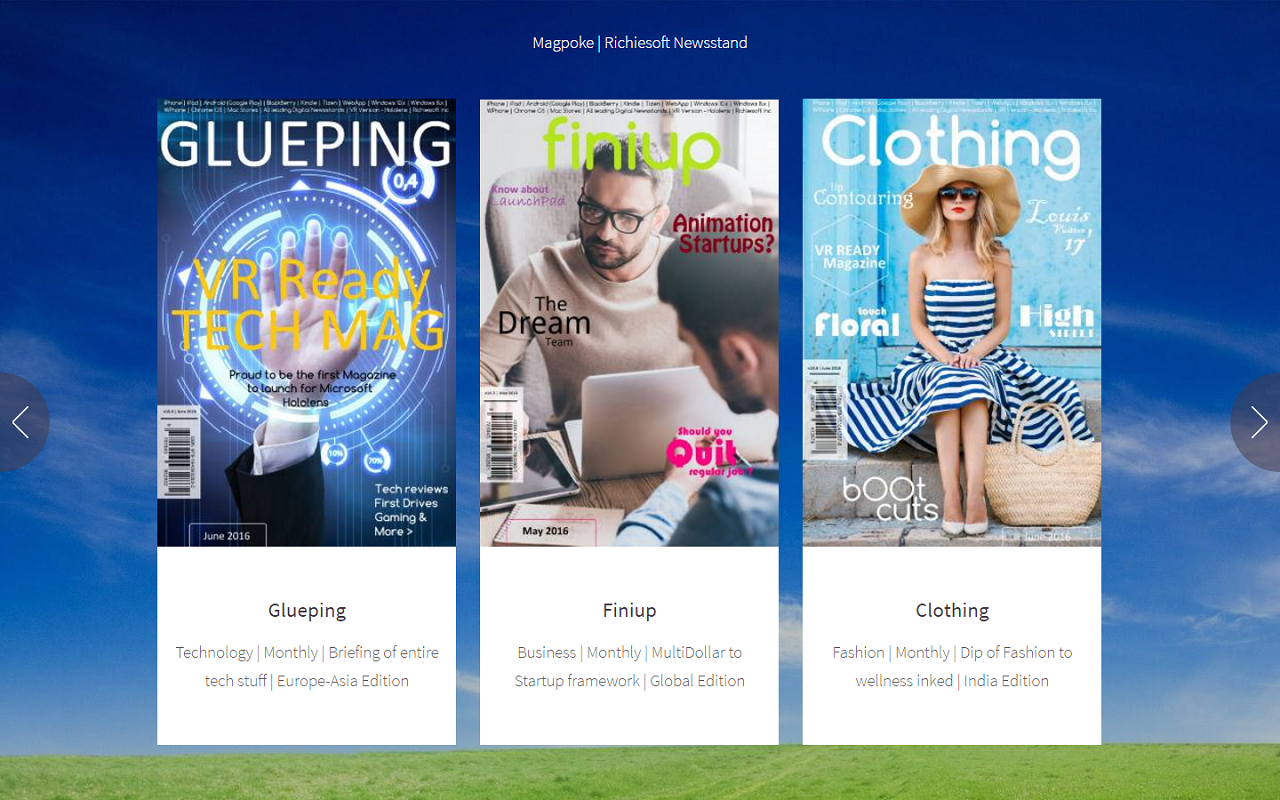 Magpoke | Richiesoft Newsstand
iPhone | iPad | Android (Google Play) | BlackBerry | Kindle | Tizen | WebApp | Windows 10x | Windows 8x |
WPhone | Chrome OS | Mac Stores | All leading Digital Newsstands | VR Version - Hololens | Richiesoft Inc
GLUEPING
0,4
VR Ready
TECH MAG
Proud to be the first Magazine
to launch for Microsoft
Hololens
10%
70%
Tech reviews
First Drives
Gaming &
More >
June 2016
iPhone | iPad | Android (Google Play) | BlackBerry | Kindle | Tizen | WebApp | Windows 10x | Windows 8x |
WPhone | Chrome OS | Mac Stores | All leading Digital Newsstands | VR Version - Hololens | Richiesoft Inc
finiup
Know about
LaunchPad
Animation
Startups?
The
Dream
Team
Should you
Quit
regular job?
May 2016
iPhone | iPad | Android (Google Play) | BlackBerry | Kindle | Tizen | WebApp | Windows 10x | Windows 8x |
WPhone | Chrome OS | Mac Stores | All leading Digital Newsstands | VR Version - Hololens | Richiesoft Inc
Clothing
lip
Contouring
Louis
Vuitton,
17
VR READY
Magazine
touch
floral
High
STREET
bOOt
cuts
June 2016
Glueping
Technology | Monthly | Briefing of entire
tech stuff | Europe-Asia Edition
Finiup
Business | Monthly | MultiDollar to
Startup framework | Global Edition
Clothing
Fashion | Monthly | Dip of Fashion to
wellness inked | India Edition